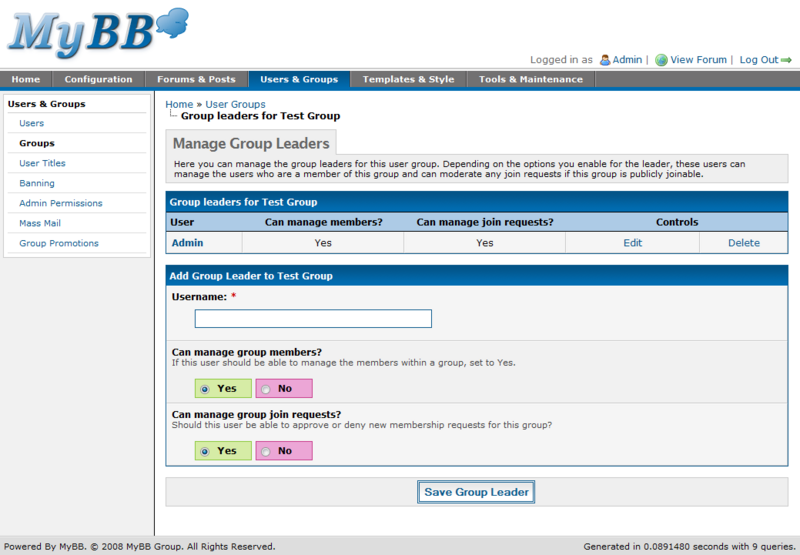 MyBB
Logged in as Admin | View Forum | Log Out
Home Configuration Forums & Posts Users & Groups Templates & Style Tools & Maintenance
Users & Groups
Users
Groups
User Titles
Banning
Admin Permissions
Mass Mail
Group Promotions
Home » User Groups
Group leaders for Test Group
Manage Group Leaders
Here you can manage the group leaders for this user group. Depending on the options you enable for the leader, these users can
manage the users who are a member of this group and can moderate any join requests if this group is publicly joinable.
Group leaders for Test Group
User Can manage members? Can manage join requests? Controls
Admin Yes Yes Edit Delete
Add Group Leader to Test Group
Username: *
Can manage group members?
If this user should be able to manage the members within a group, set to Yes.
Yes No
Can manage group join requests?
Should this user be able to approve or deny new membership requests for this group?
Yes No
Save Group Leader
Powered By MyBB. © 2008 MyBB Group. All Rights Reserved. Generated in 0.0891480 seconds with 9 queries.